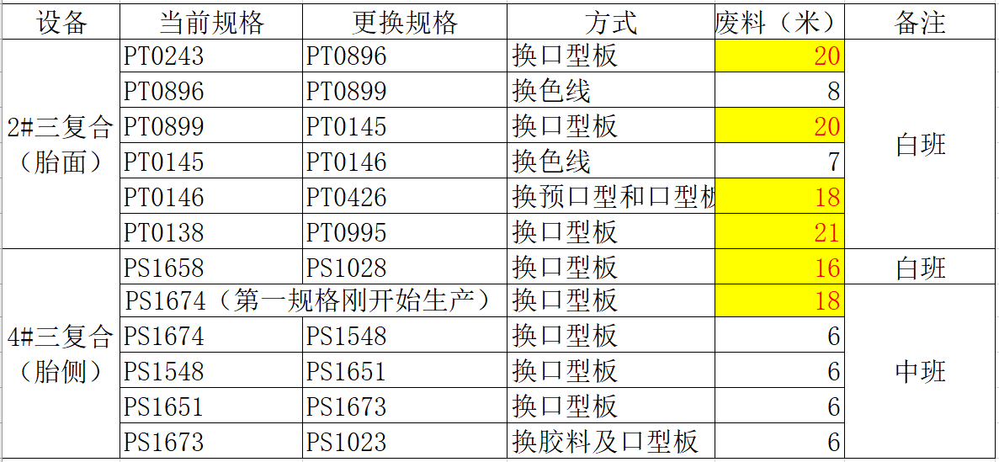 设备 当前规格 更换规格 方式 废料（米） 备注
2#三复合（胎面） PT0243 PT0896 换口型板 20 白班
PT0896 PT0899 换色线 8
PT0899 PT0145 换口型板 20
PT0145 PT0146 换色线 7
PT0146 PT0426 换预口型和口型板 18
PT0138 PT0995 换口型板 21
4#三复合（胎侧） PS1658 PS1028 换口型板 16 白班
PS1674（第一规格刚开始生产） 换口型板 18 中班
PS1674 PS1548 换口型板 6
PS1548 PS1651 换口型板 6
PS1651 PS1673 换口型板 6
PS1673 PS1023 换胶料及口型板 6